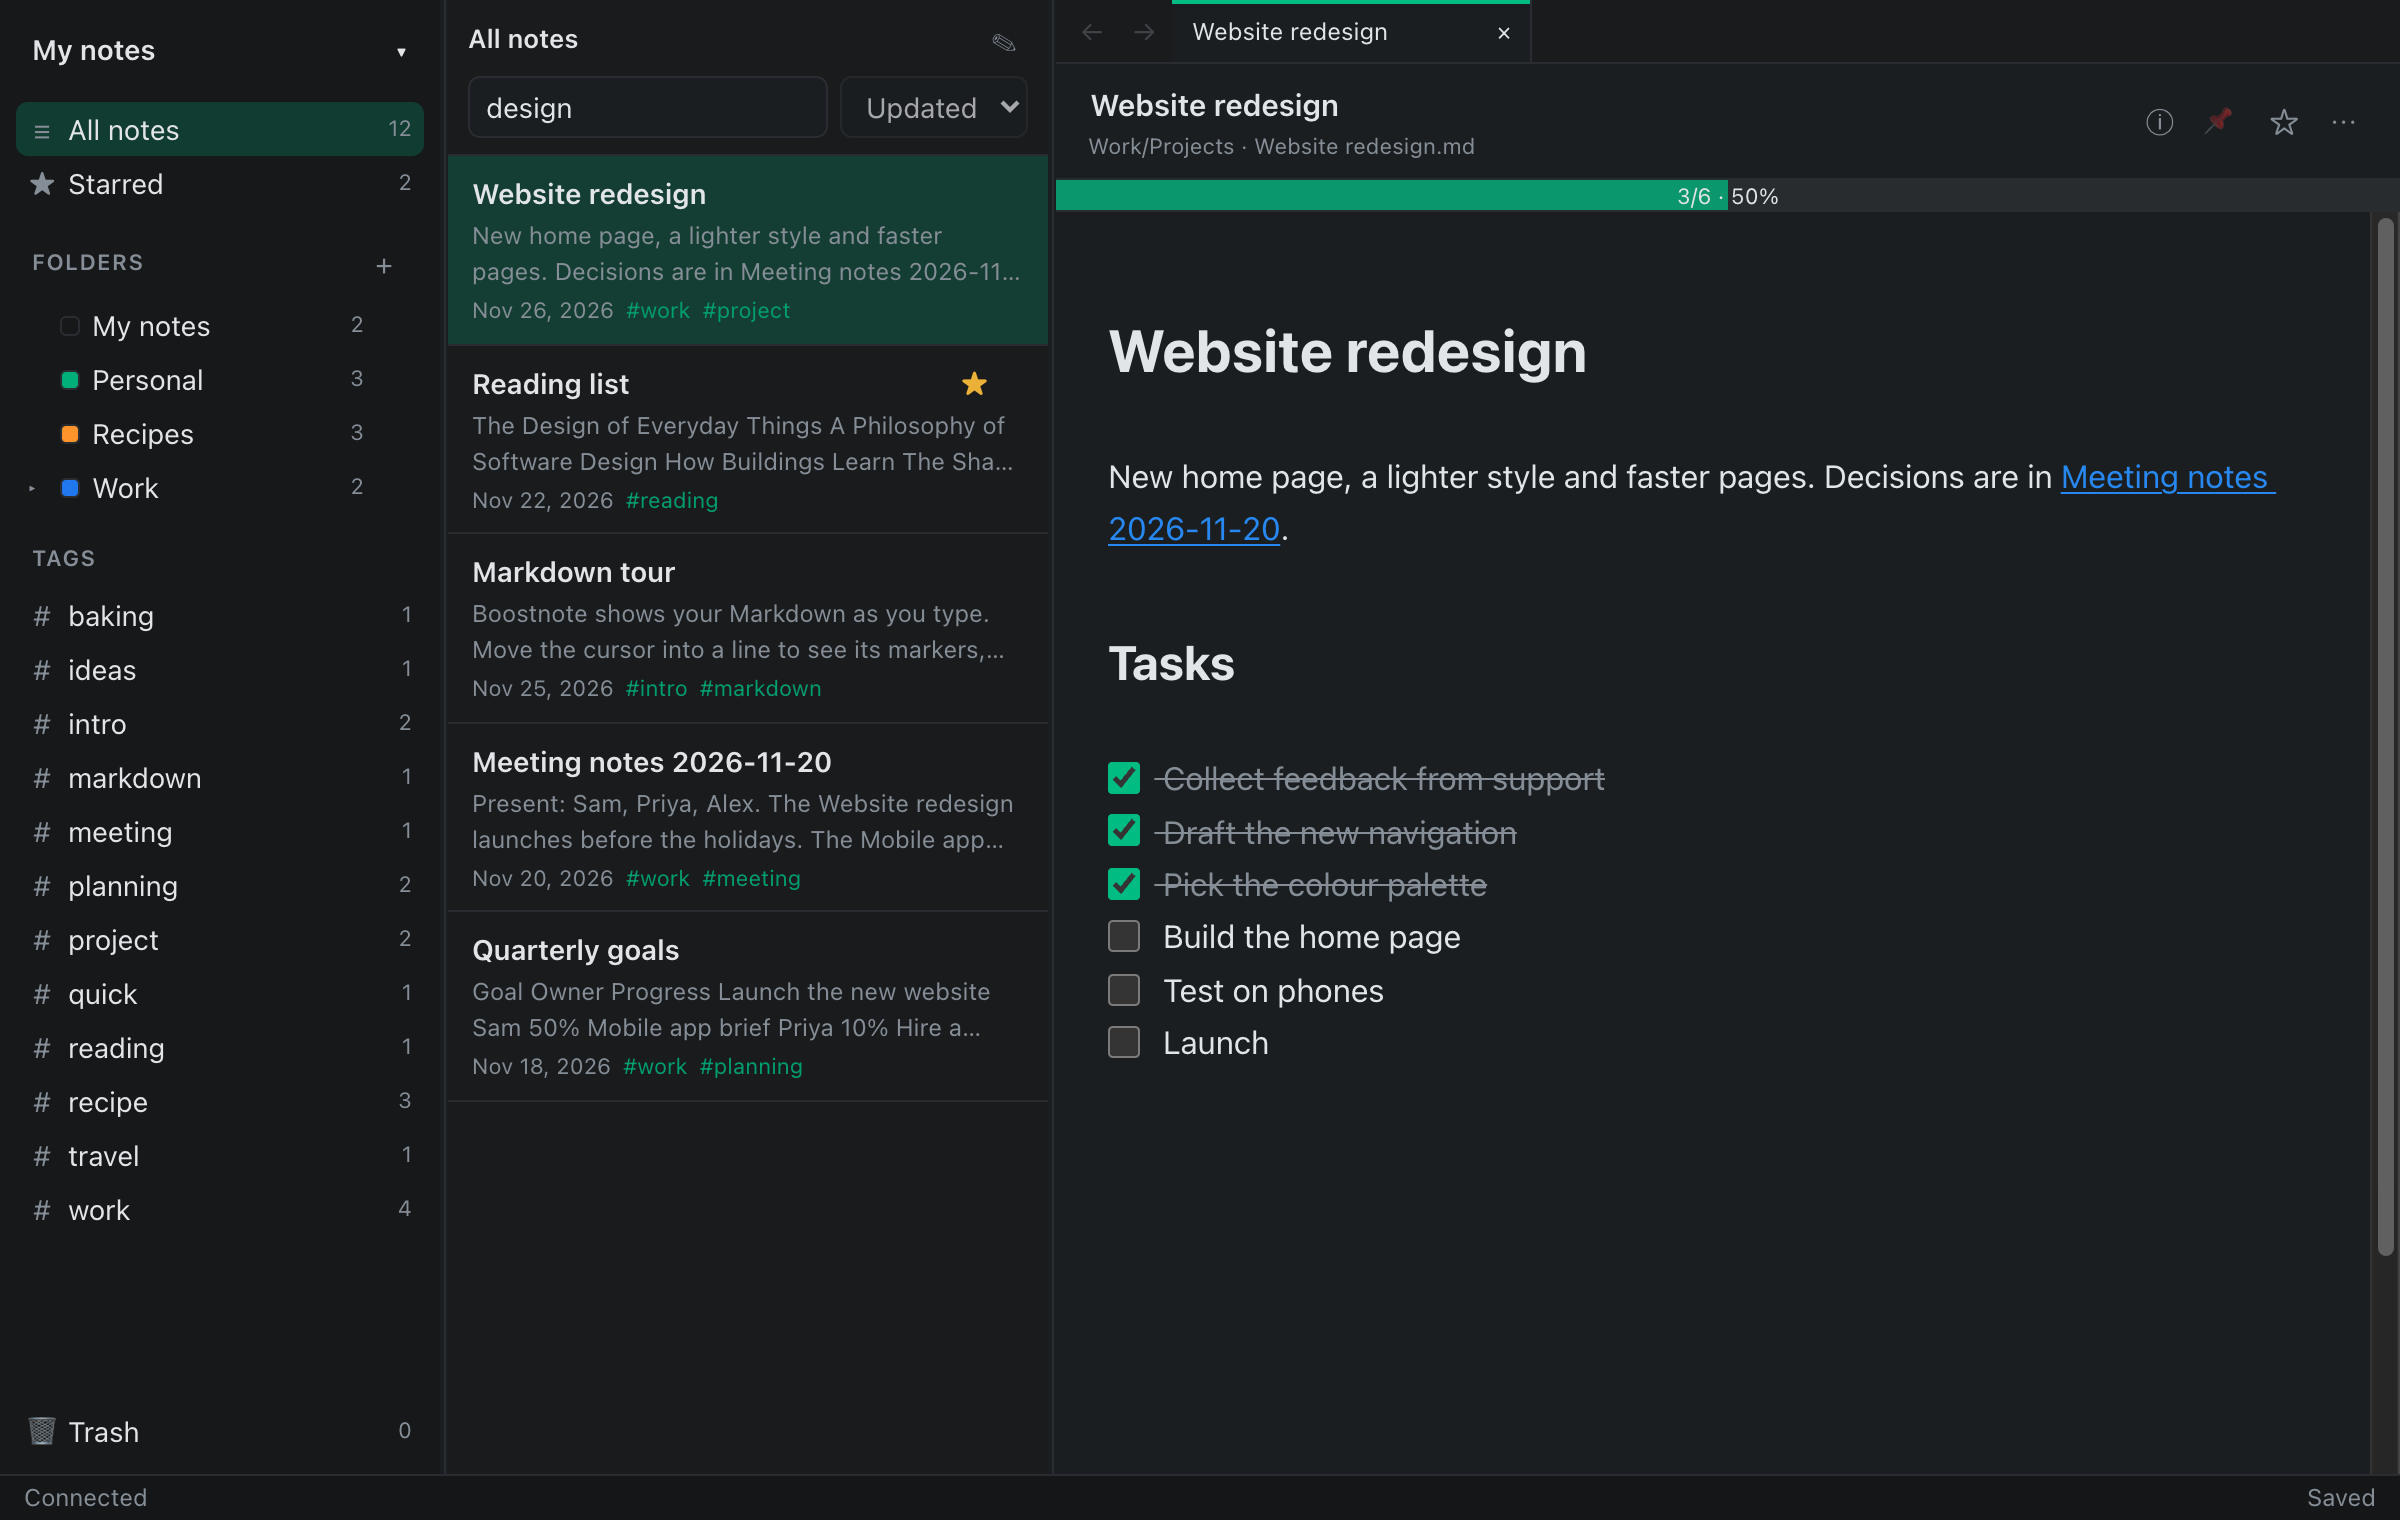 My notes ▾
≡ All notes 12
★ Starred 2
FOLDERS +
My notes 2
Personal 3
Recipes 3
▸ Work 2
TAGS
# baking 1
# ideas 1
# intro 2
# markdown 1
# meeting 1
# planning 2
# project 2
# quick 1
# reading 1
# recipe 3
# travel 1
# work 4
Trash 0
All notes
design
Updated
Website redesign
New home page, a lighter style and faster
pages. Decisions are in Meeting notes 2026-11...
Nov 26, 2026 #work #project
Reading list
The Design of Everyday Things A Philosophy of
Software Design How Buildings Learn The Sha...
Nov 22, 2026 #reading
Markdown tour
Boostnote shows your Markdown as you type.
Move the cursor into a line to see its markers,...
Nov 25, 2026 #intro #markdown
Meeting notes 2026-11-20
Present: Sam, Priya, Alex. The Website redesign
launches before the holidays. The Mobile app...
Nov 20, 2026 #work #meeting
Quarterly goals
Goal Owner Progress Launch the new website
Sam 50% Mobile app brief Priya 10% Hire a...
Nov 18, 2026 #work #planning
← → Website redesign ×
Website redesign
Work/Projects · Website redesign.md
3/6 · 50%
Website redesign
New home page, a lighter style and faster pages. Decisions are in Meeting notes
2026-11-20.
Tasks
Collect feedback from support
Draft the new navigation
Pick the colour palette
Build the home page
Test on phones
Launch
Connected
Saved